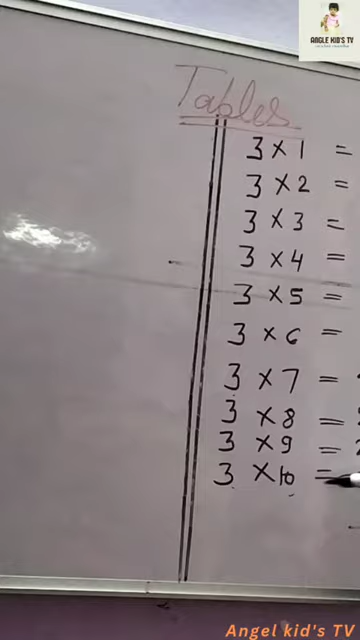 ANGLE KID'S TV
Tables
3 × 1 =
3 × 2 =
3 × 3 =
3 × 4 =
3 × 5 =
3 × 6 =
3 × 7 =
3 × 8 =
3 × 9 =
3 × 10 =
Angel kid's TV